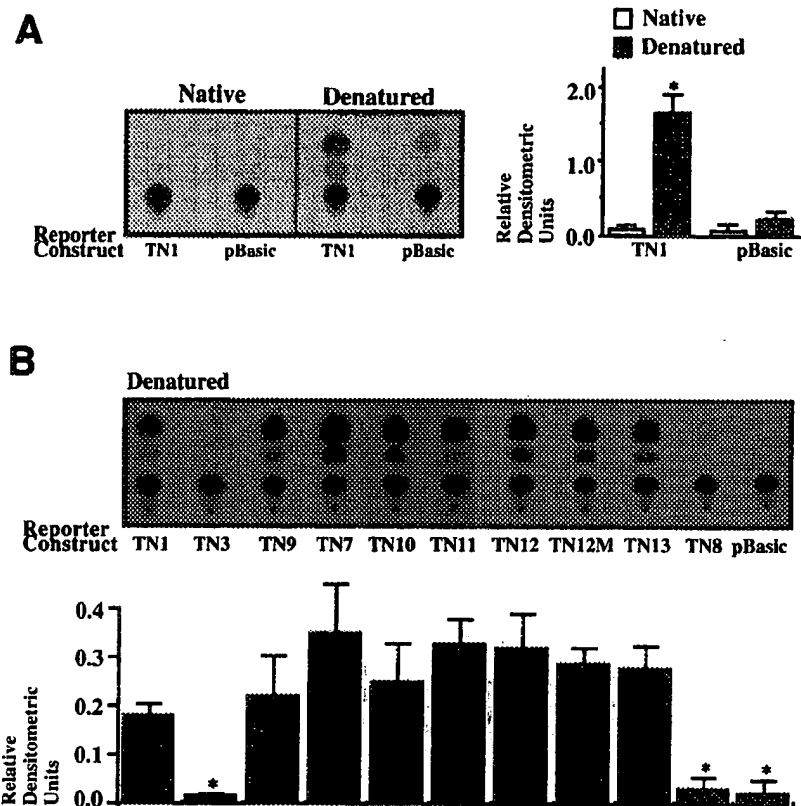 A
Native
Denatured
Native
Denatured
Reporter
Construct
TN1
pBasic
TN1
pBasic
Relative
Densitometric
Units
2.0
1.0
0.0
*
TN1
pBasic
B
Denatured
Reporter
Construct
TN1
TN3
TN9
TN7
TN10
TN11
TN12
TN12M
TN13
TN8
pBasic
Relative
Densitometric
Units
0.4
0.3
0.2
0.1
0.0
*
*
*